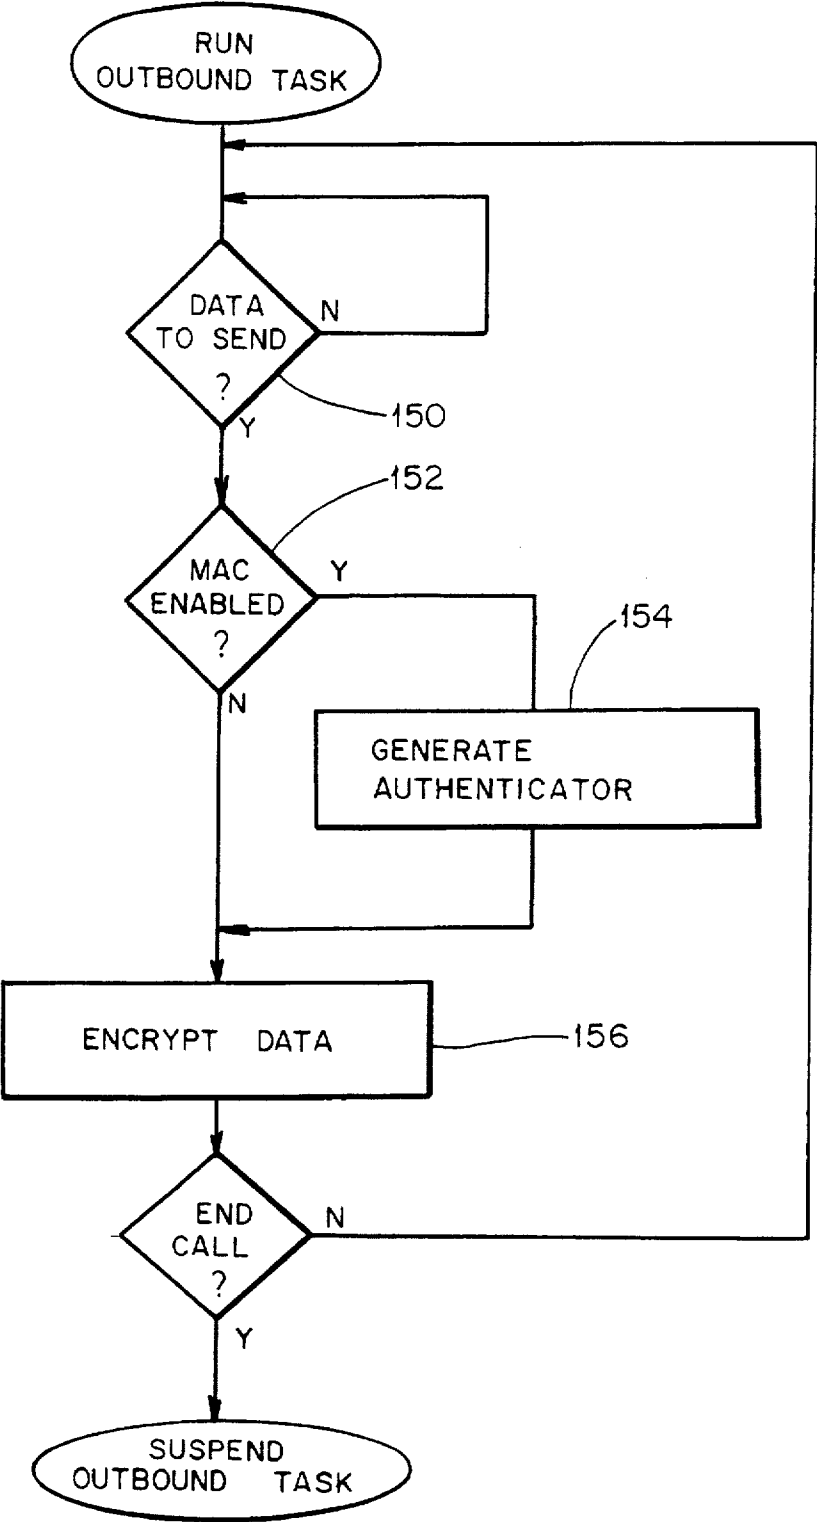 RUN
OUTBOUND TASK
DATA
TO SEND
?
N
Y
150
152
MAC
ENABLED
?
Y
N
154
GENERATE
AUTHENTICATOR
ENCRYPT DATA
156
END
CALL
?
N
Y
SUSPEND
OUTBOUND TASK